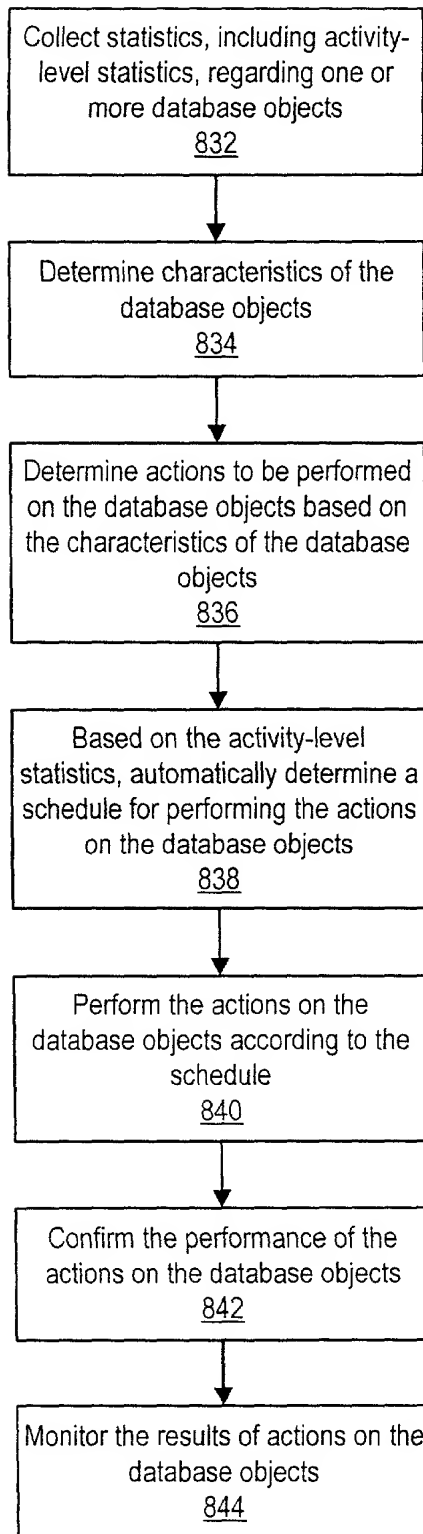 Collect statistics, including activity-
level statistics, regarding one or
more database objects
832
Determine characteristics of the
database objects
834
Determine actions to be performed
on the database objects based on
the characteristics of the database
objects
836
Based on the activity-level
statistics, automatically determine a
schedule for performing the actions
on the database objects
838
Perform the actions on the
database objects according to the
schedule
840
Confirm the performance of the
actions on the database objects
842
Monitor the results of actions on the
database objects
844